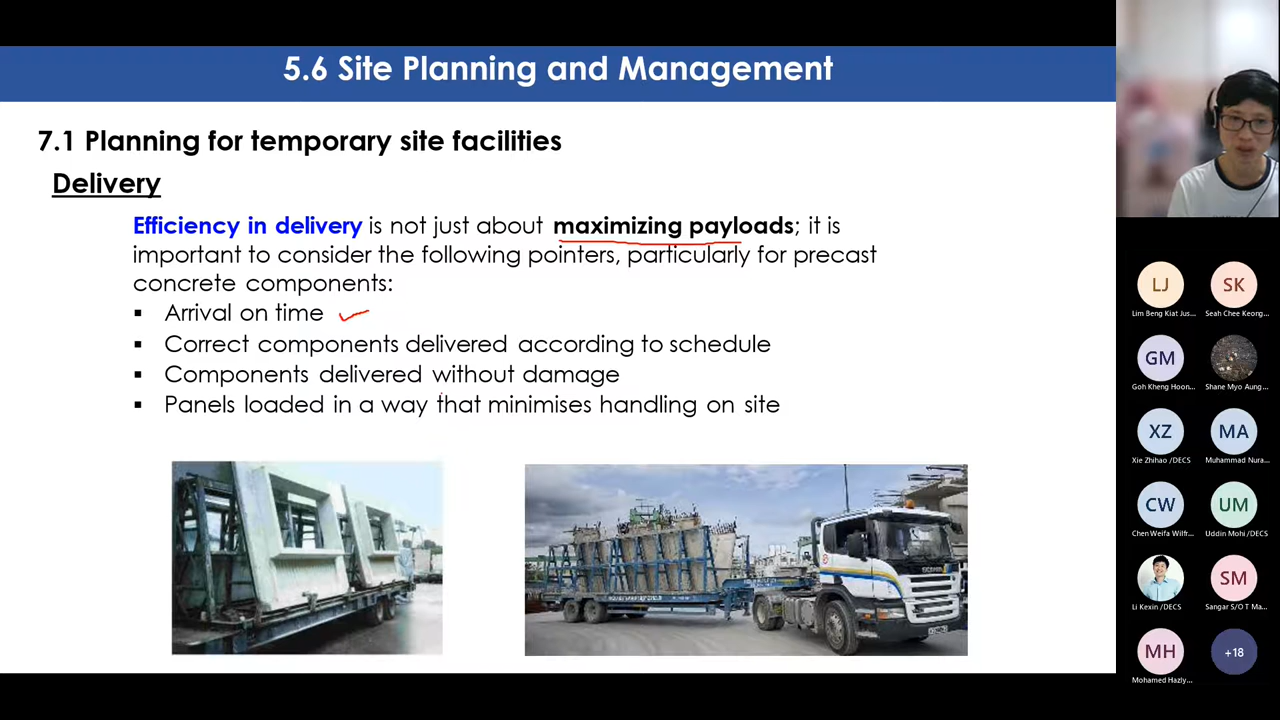 5.6 Site Planning and Management
7.1 Planning for temporary site facilities
Delivery
Efficiency in delivery is not just about maximizing payloads; it is
important to consider the following pointers, particularly for precast
concrete components:
▪ Arrival on time
▪ Correct components delivered according to schedule
▪ Components delivered without damage
▪ Panels loaded in a way that minimises handling on site
SCANIA
LJ
Lim Beng Kiat Jus...
SK
Seah Chee Keong...
GM
Goh Kheng Hoon...
Shane Myo Aung...
XZ
Xie Zhihao /DECS
MA
Muhammad Nura...
CW
Chen Weifa Wilfr...
UM
Uddin Mohi /DECS
Li Kexin /DECS
SM
Sangar S/O T Ma...
MH
Mohamed Hazly...
+18